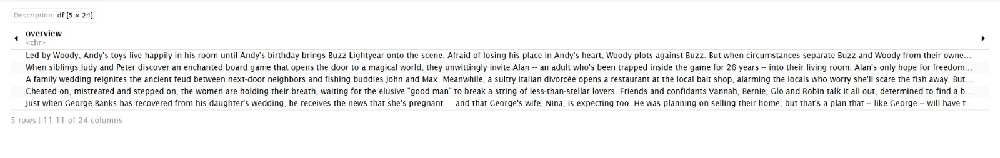 Description: df [5 × 24]
overview
<chr>
Led by Woody, Andy's toys live happily in his room until Andy's birthday brings Buzz Lightyear onto the scene. Afraid of losing his place in Andy's heart, Woody plots against Buzz. But when circumstances separate Buzz and Woody from their owne...
When siblings Judy and Peter discover an enchanted board game that opens the door to a magical world, they unwittingly invite Alan -- an adult who's been trapped inside the game for 26 years -- into their living room. Alan's only hope for freedom...
A family wedding reignites the ancient feud between next-door neighbors and fishing buddies John and Max. Meanwhile, a sultry Italian divorcée opens a restaurant at the local bait shop, alarming the locals who worry she'll scare the fish away. But...
Cheated on, mistreated and stepped on, the women are holding their breath, waiting for the elusive "good man" to break a string of less-than-stellar lovers. Friends and confidants Vannah, Bernie, Glo and Robin talk it all out, determined to find a b...
Just when George Banks has recovered from his daughter's wedding, he receives the news that she's pregnant ... and that George's wife, Nina, is expecting too. He was planning on selling their home, but that's a plan that -- like George -- will have t...
5 rows | 11-11 of 24 columns